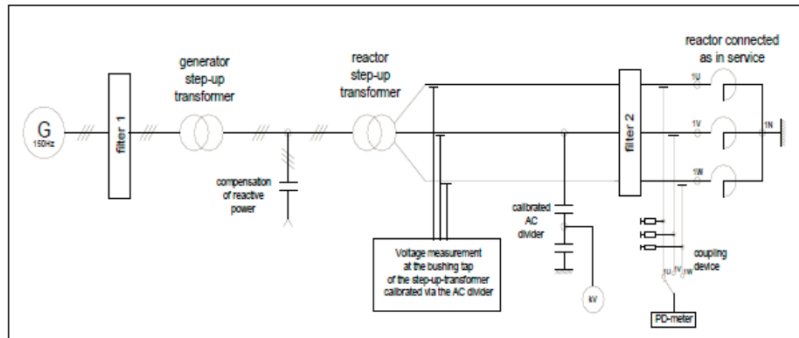 generator
step-up
transformer
reactor
step-up
transformer
reactor connected
as in service
G
150Hz
filter 1
filter 2
1U
1V
1W
1N
compensation
of reactive
power
calibrated
AC
divider
Voltage measurement
at the bushing tap
of the step-up-transformer
calibrated via the AC divider
kV
coupling
device
1U
1V
1W
PD-meter